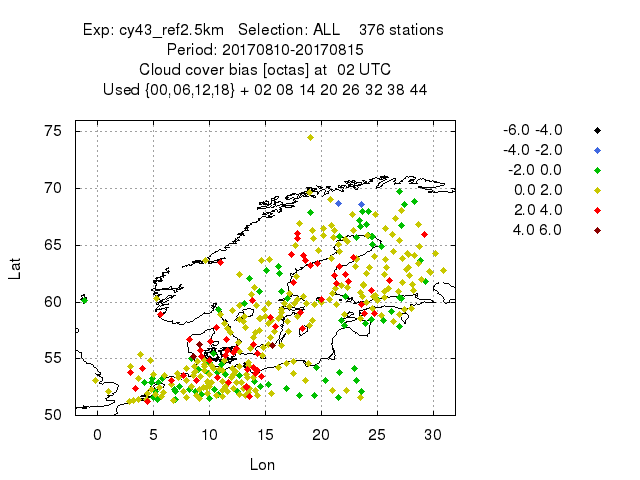 Exp: cy43_ref2.5km   Selection: ALL    376 stations
Period: 20170810-20170815
Cloud cover bias [octas] at  02 UTC
Used {00,06,12,18} + 02 08 14 20 26 32 38 44
-6.0 -4.0
-4.0 -2.0
-2.0 0.0
0.0 2.0
2.0 4.0
4.0 6.0
75
70
65
60
55
50
Lat
0 5 10 15 20 25 30
Lon